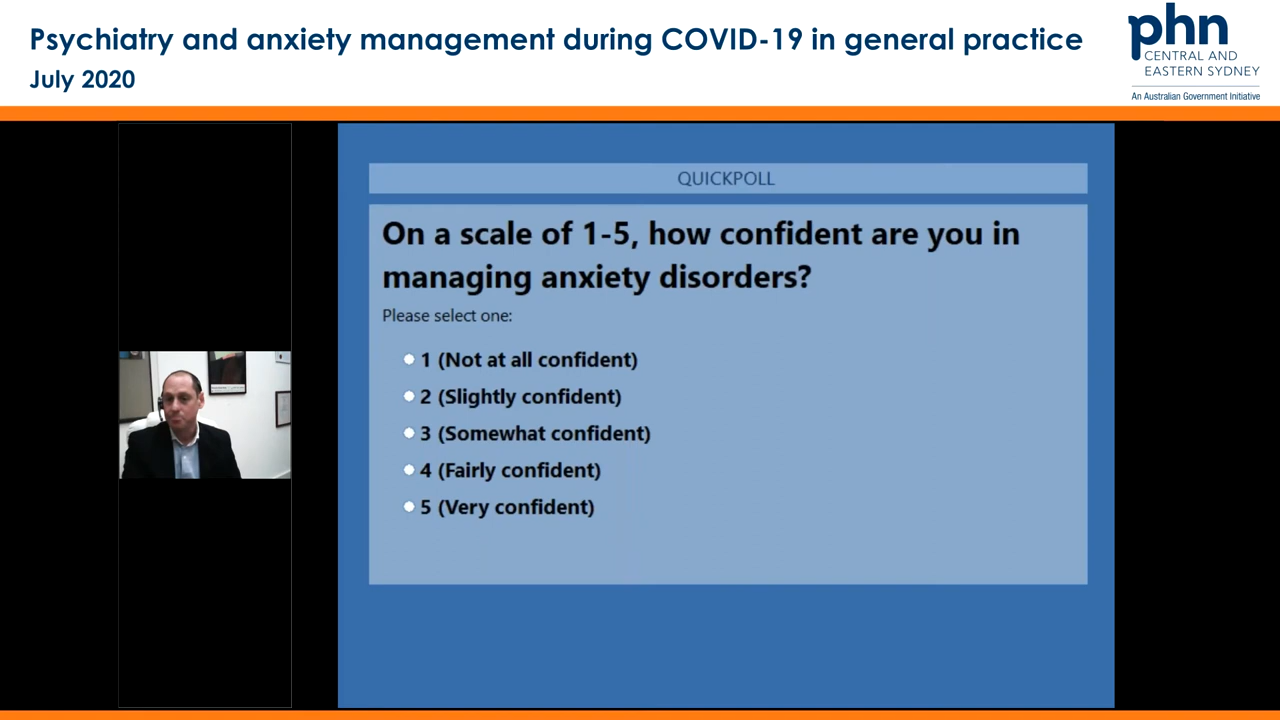 Psychiatry and anxiety management during COVID-19 in general practice
July 2020
phn
CENTRAL AND
EASTERN SYDNEY
An Australian Government Initiative
QUICKPOLL
On a scale of 1-5, how confident are you in
managing anxiety disorders?
Please select one:
1 (Not at all confident)
2 (Slightly confident)
3 (Somewhat confident)
4 (Fairly confident)
5 (Very confident)